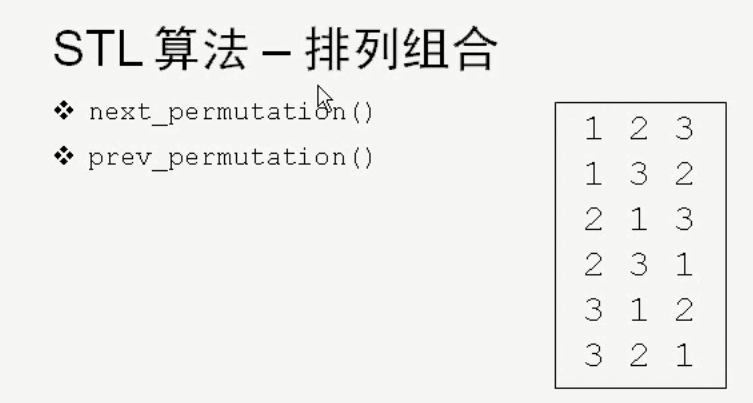 STL 算法 – 排列组合
❖ next_permutation()
❖ prev_permutation()
1 2 3
1 3 2
2 1 3
2 3 1
3 1 2
3 2 1